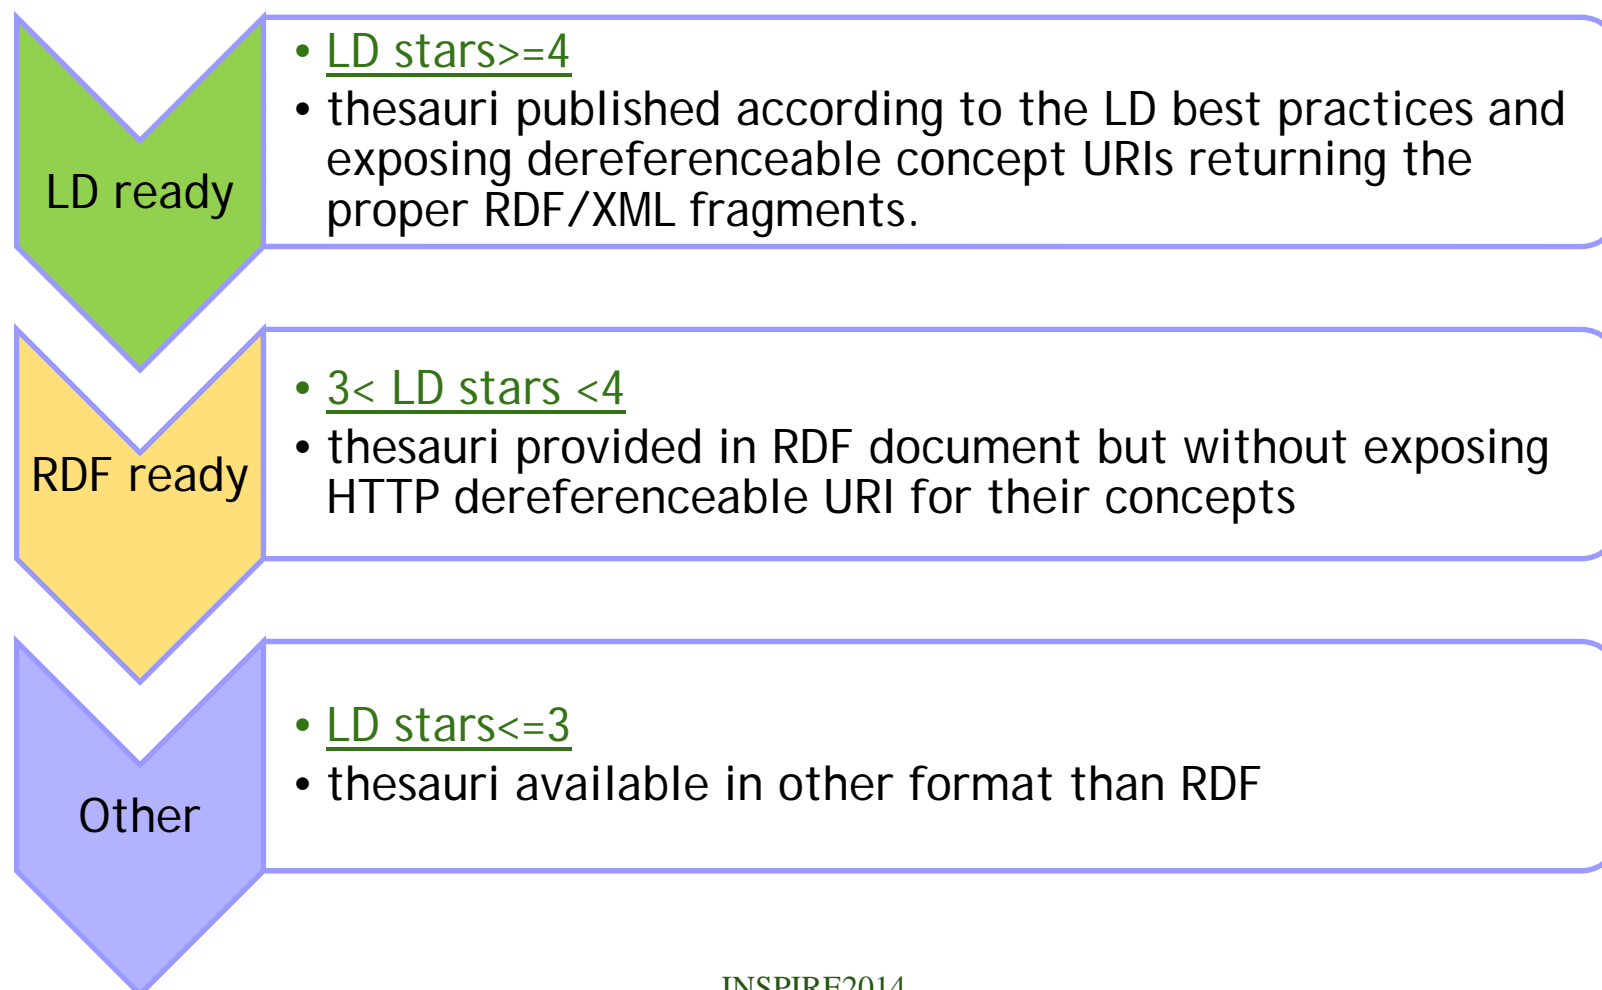 LD ready
• LD stars>=4
• thesauri published according to the LD best practices and
exposing dereferenceable concept URIs returning the
proper RDF/XML fragments.
RDF ready
• 3< LD stars <4
• thesauri provided in RDF document but without exposing
HTTP dereferenceable URI for their concepts
Other
• LD stars<=3
• thesauri available in other format than RDF
INSPIRE2014